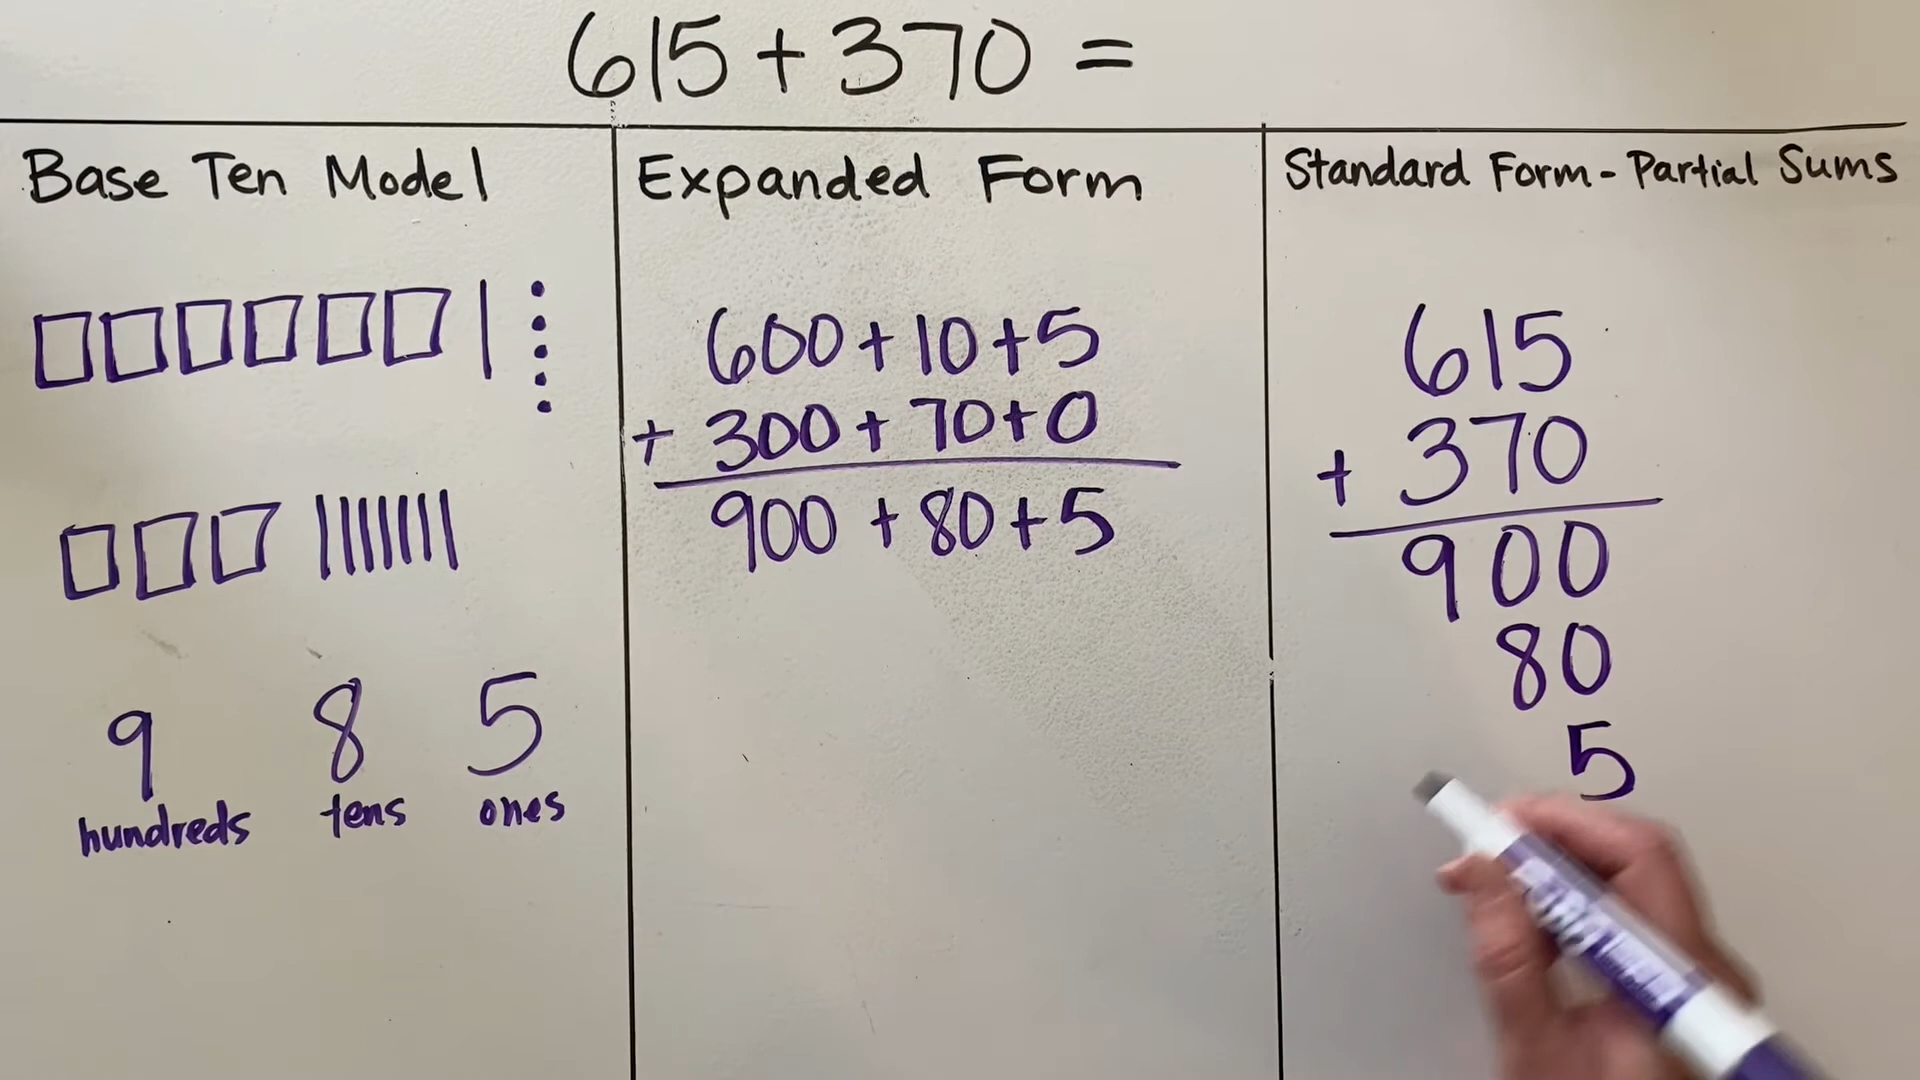 615 + 370 =
Base Ten Model
9 8 5
hundreds tens ones
Expanded Form
600 + 10 + 5
+ 300 + 70 + 0
900 + 80 + 5
Standard Form - Partial Sums
615
+ 370
900
80
5